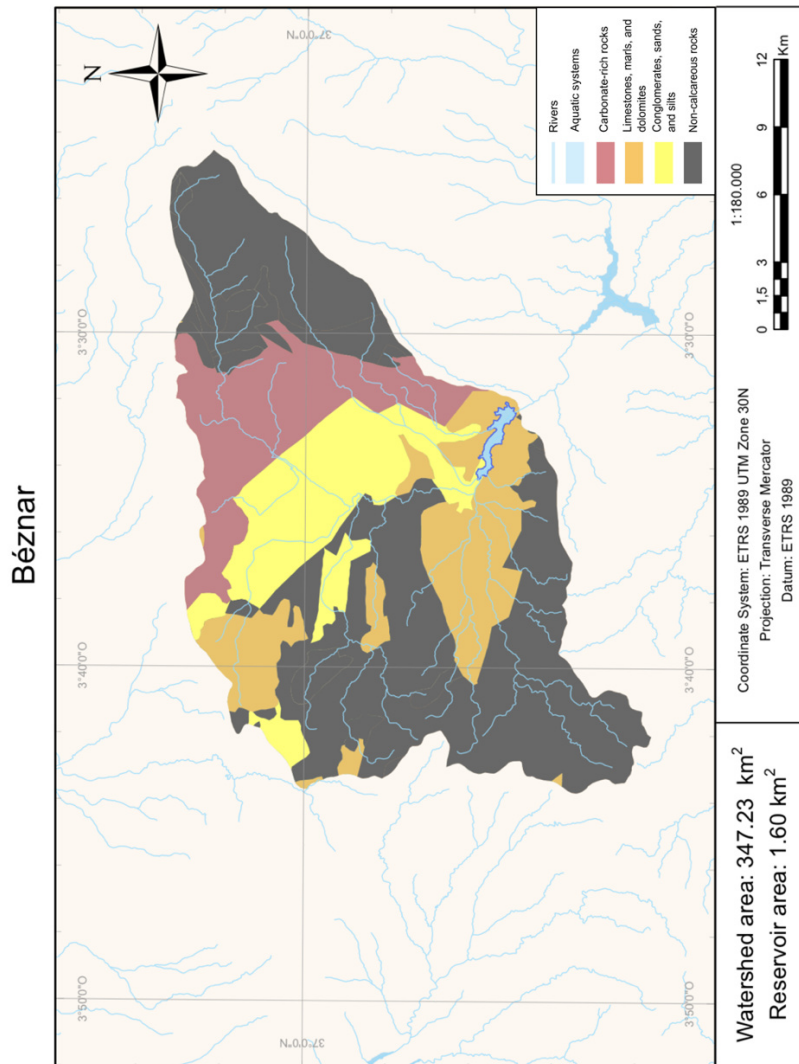 Béznar
N
3°50'0"O
3°40'0"O
3°30'0"O
37°0'N
37°0'N
3°50'0"O
3°40'0"O
3°30'0"O
Rivers
Aquatic systems
Carbonate-rich rocks
Limestones, marls, and
dolomites
Conglomerates, sands,
and silts
Non-calcareous rocks
Watershed area: 347.23 km²
Reservoir area: 1.60 km²
Coordinate System: ETRS 1989 UTM Zone 30N
Projection: Transverse Mercator
Datum: ETRS 1989
1:180.000
0 1,5 3 6 9 12
Km